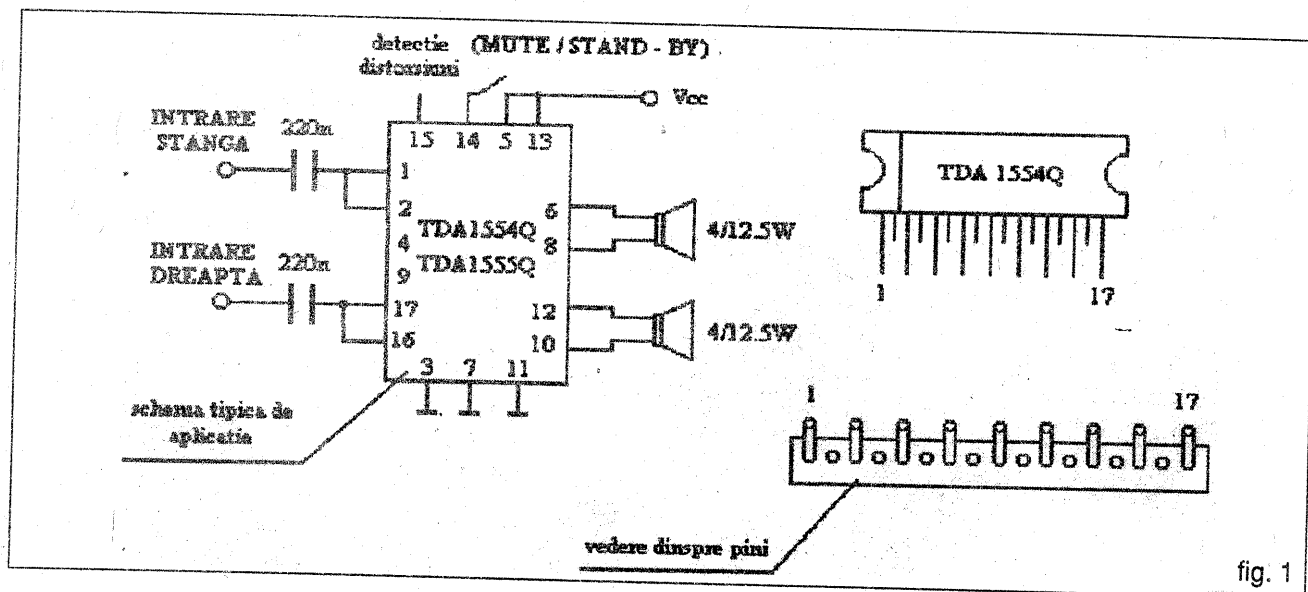 detectie (MUTE / STAND - BY)
distorsiuni
Vcc
INTRARE
STANGA
220n
15 14 5 13
1
2
4
9
17
16
TDA1554Q
TDA1555Q
6
8
12
10
3 7 11
4/12.5W
INTRARE
DREAPTA
220n
4/12.5W
schema tipica de
aplicatie
TDA 1554Q
1 17
1 17
vedere dinspre pini
fig. 1